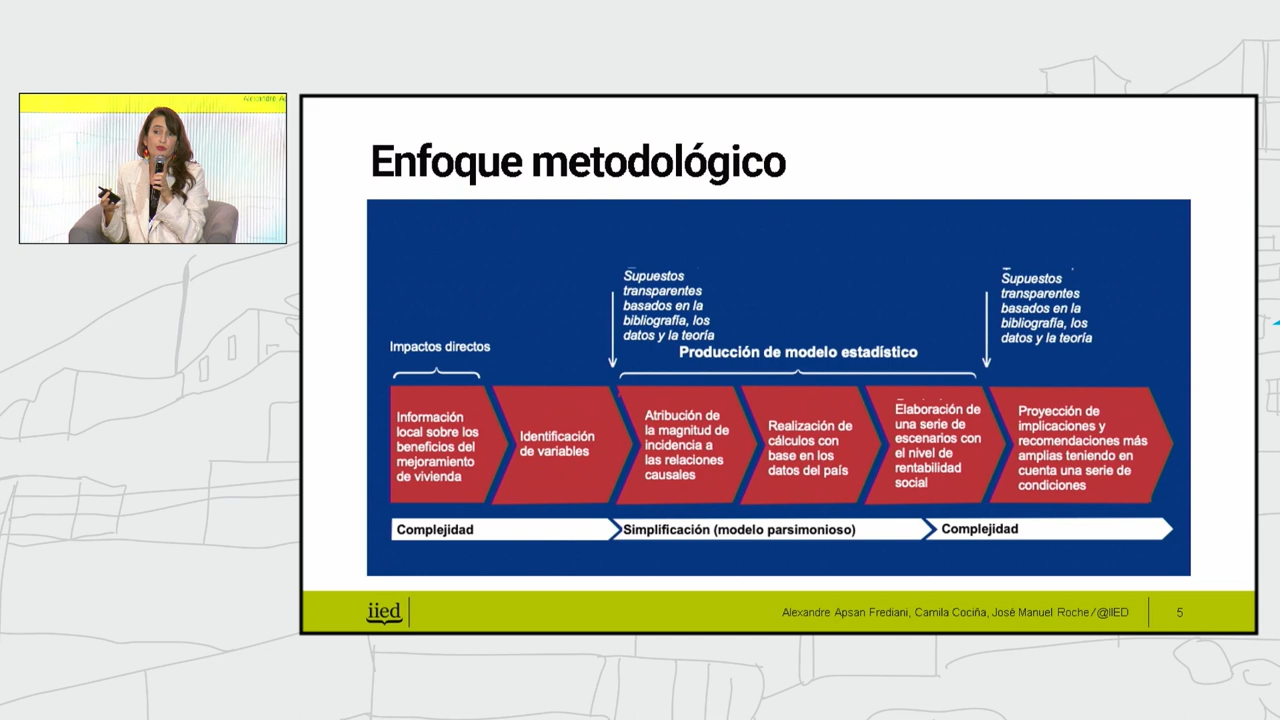 Alexandre A
Enfoque metodológico
Supuestos
transparentes
basados en la
bibliografía, los
datos y la teoría
Supuestos
transparentes
basados en la
bibliografía, los
datos y la teoría
Impactos directos
Producción de modelo estadístico
Información
local sobre los
beneficios del
mejoramiento
de vivienda
Identificación
de variables
Atribución de
la magnitud de
incidencia a
las relaciones
causales
Realización de
cálculos con
base en los
datos del país
Elaboración de
una serie de
escenarios con
el nivel de
rentabilidad
social
Proyección de
implicaciones y
recomendaciones más
amplias teniendo en
cuenta una serie de
condiciones
Complejidad
Simplificación (modelo parsimonioso)
Complejidad
iied
Alexandre Apsan Frediani, Camila Cociña, José Manuel Roche/@IIED
5